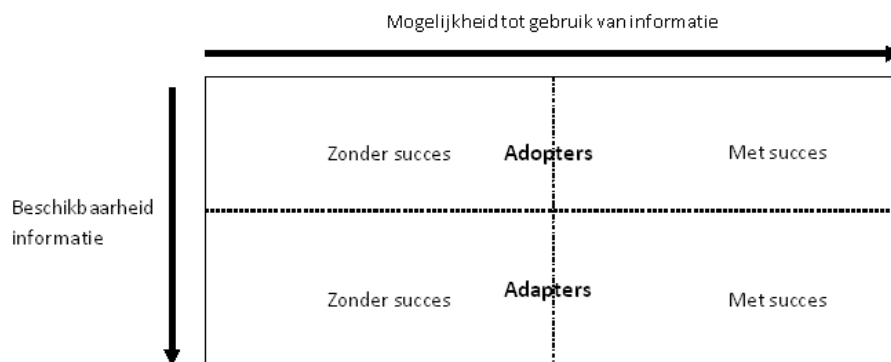 Mogelijkheid tot gebruik van informatie
Zonder succes Adopters Met succes
Beschikbaarheid
informatie
Zonder succes Adapters Met succes